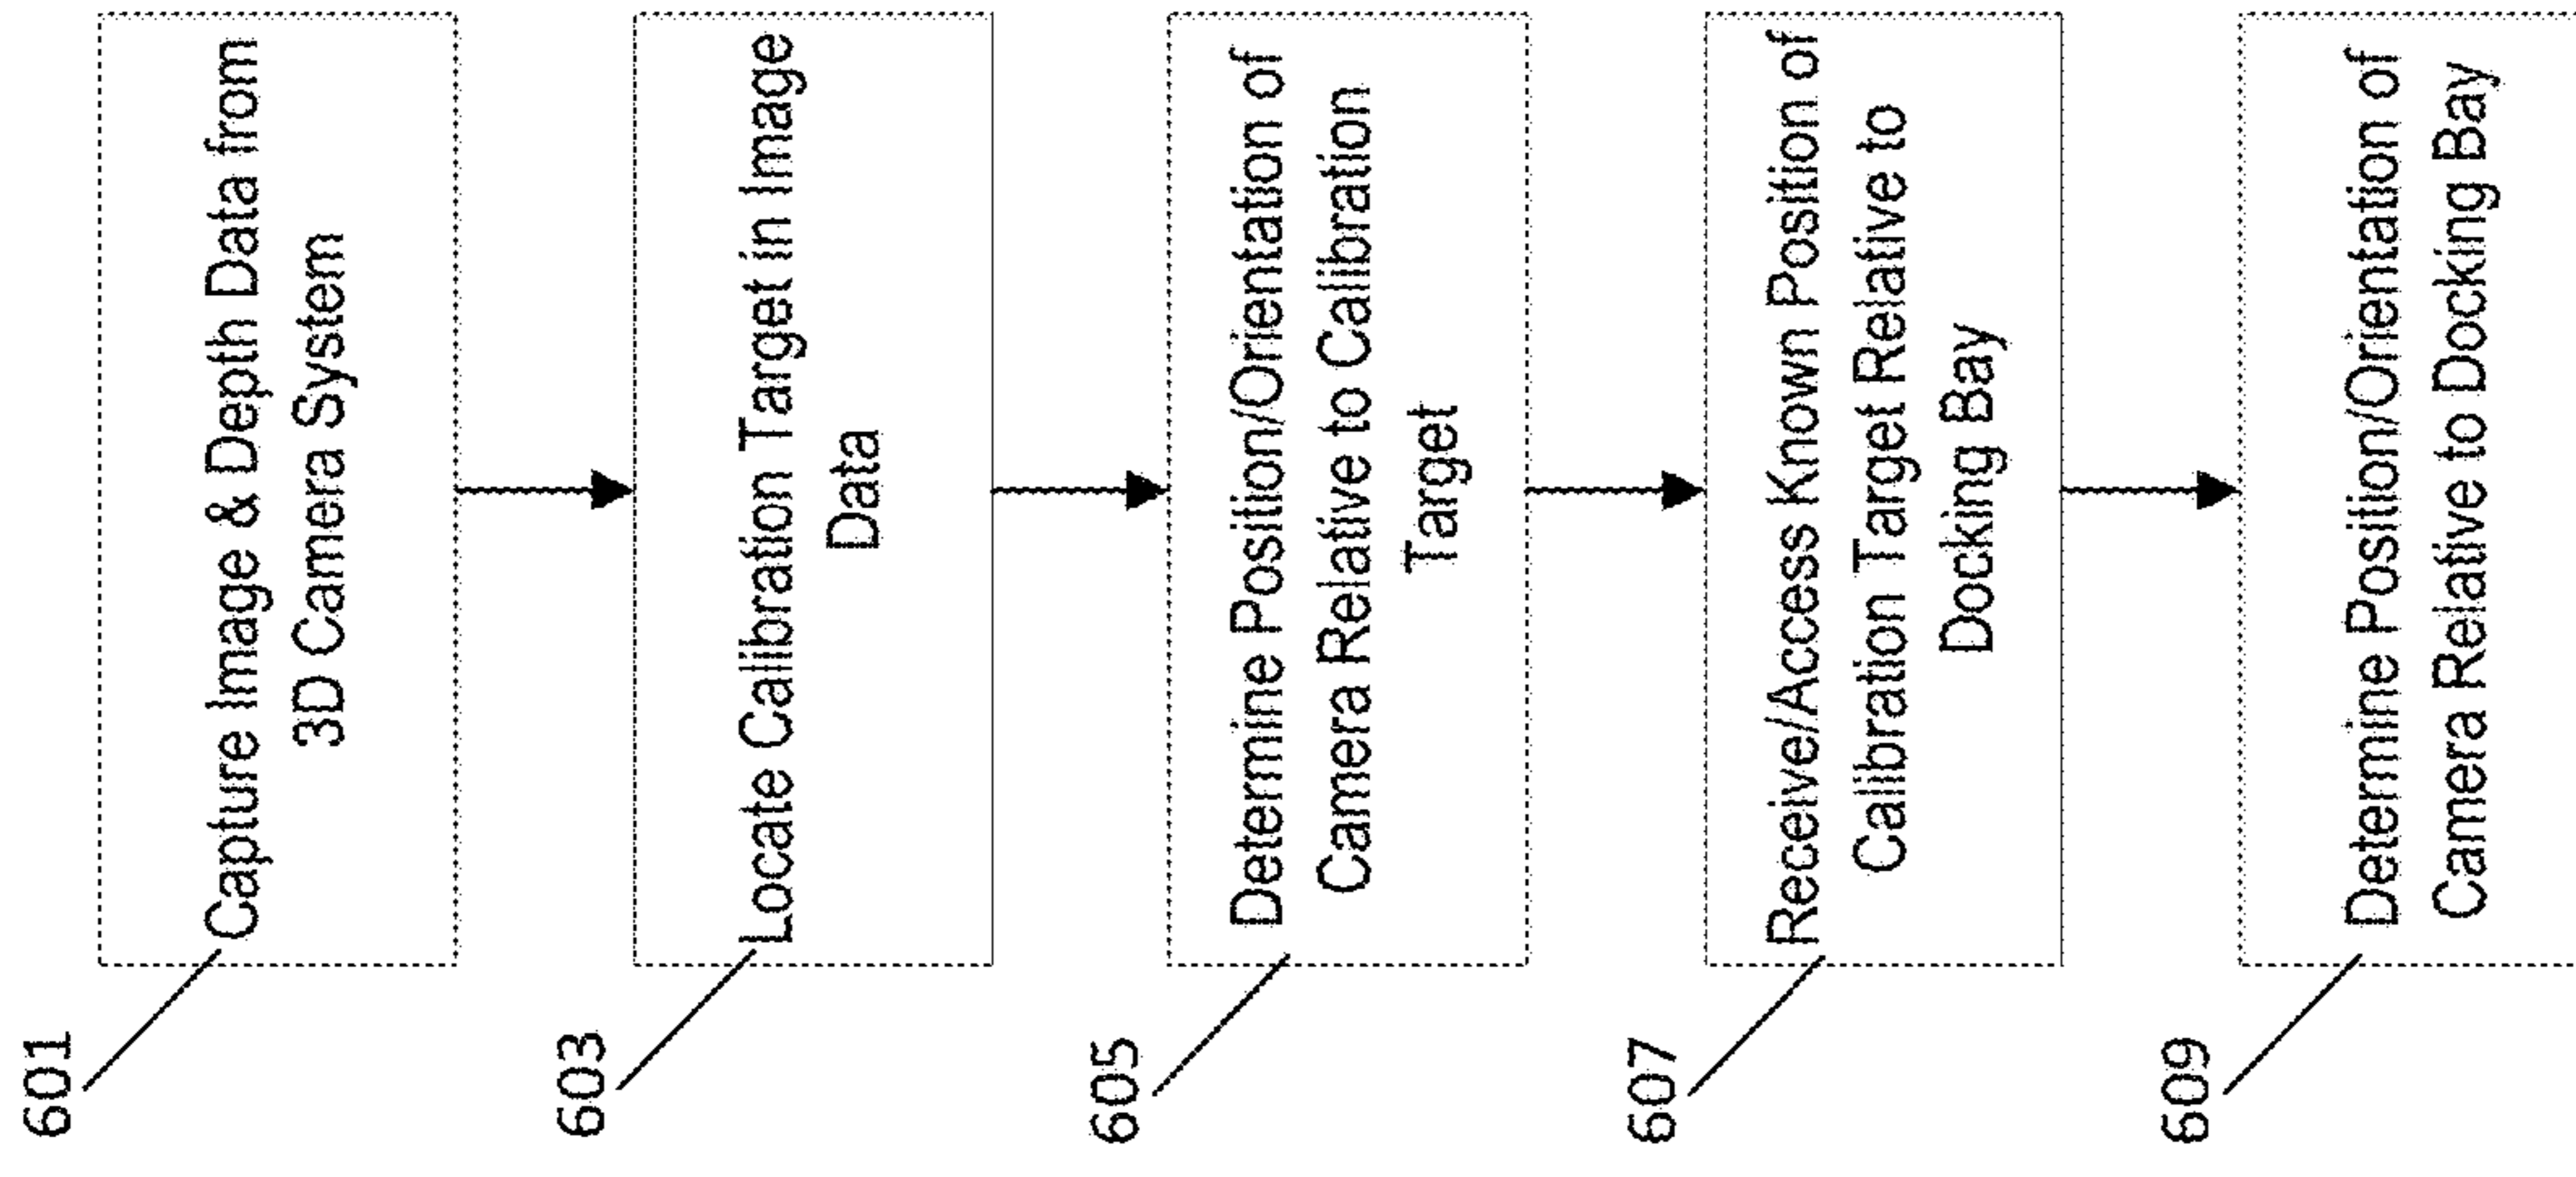 601
Capture Image & Depth Data from
3D Camera System
603
Locate Calibration Target in Image
Data
605
Determine Position/Orientation of
Camera Relative to Calibration
Target
607
Receive/Access Known Position of
Calibration Target Relative to
Docking Bay
609
Determine Position/Orientation of
Camera Relative to Docking Bay